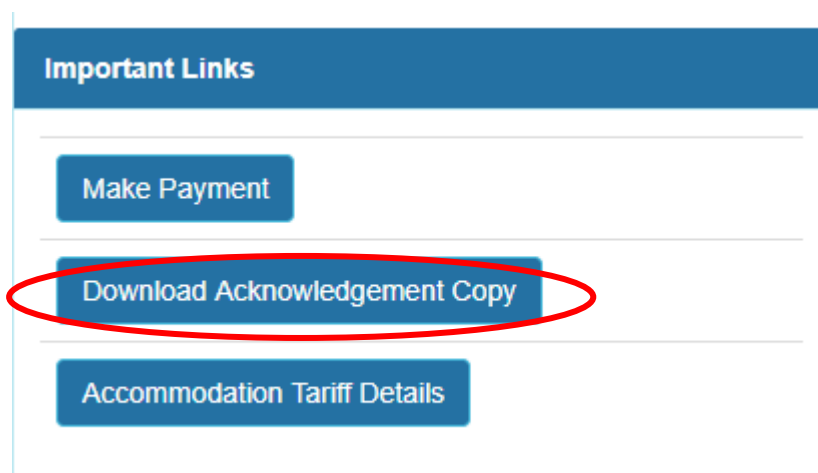 Important Links
Make Payment
Download Acknowledgement Copy
Accommodation Tariff Details